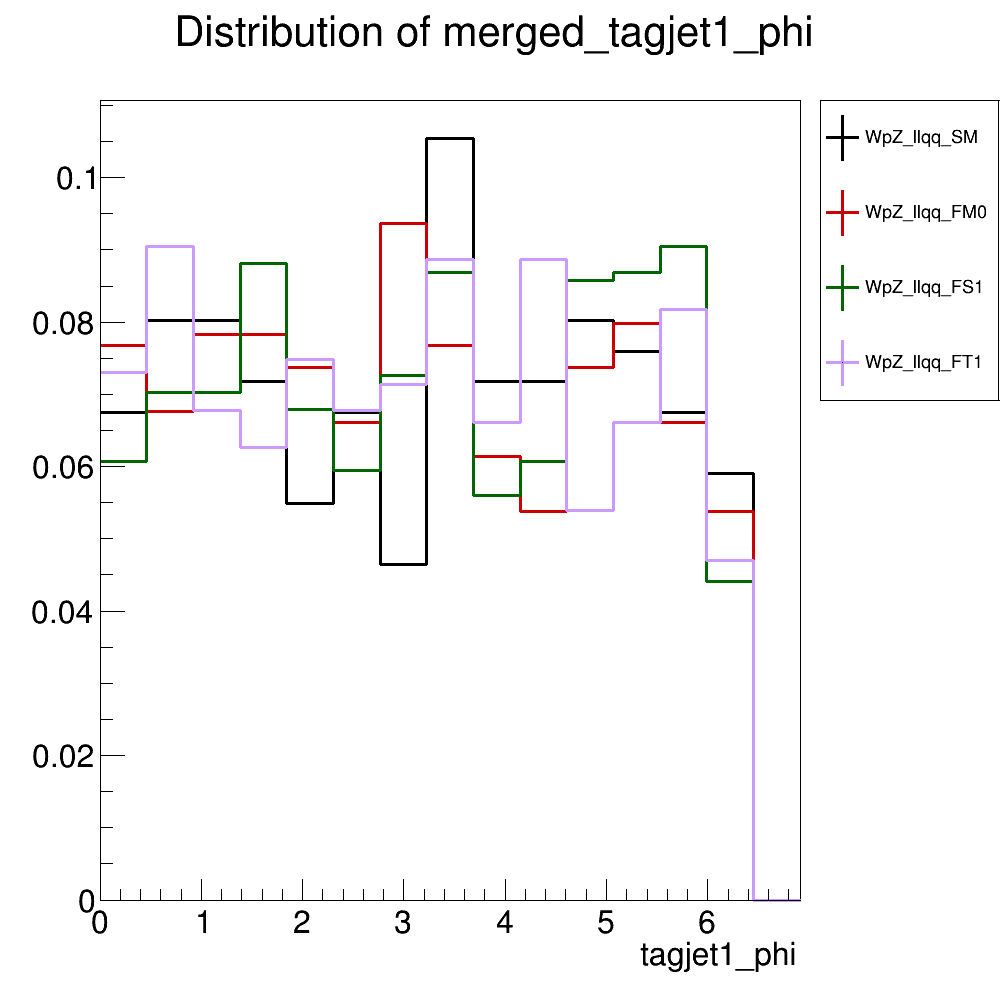 Distribution of merged_tagjet1_phi
0.1
0.08
0.06
0.04
0.02
0
0 1 2 3 4 5 6
tagjet1_phi
WpZ_llqq_SM
WpZ_llqq_FM0
WpZ_llqq_FS1
WpZ_llqq_FT1